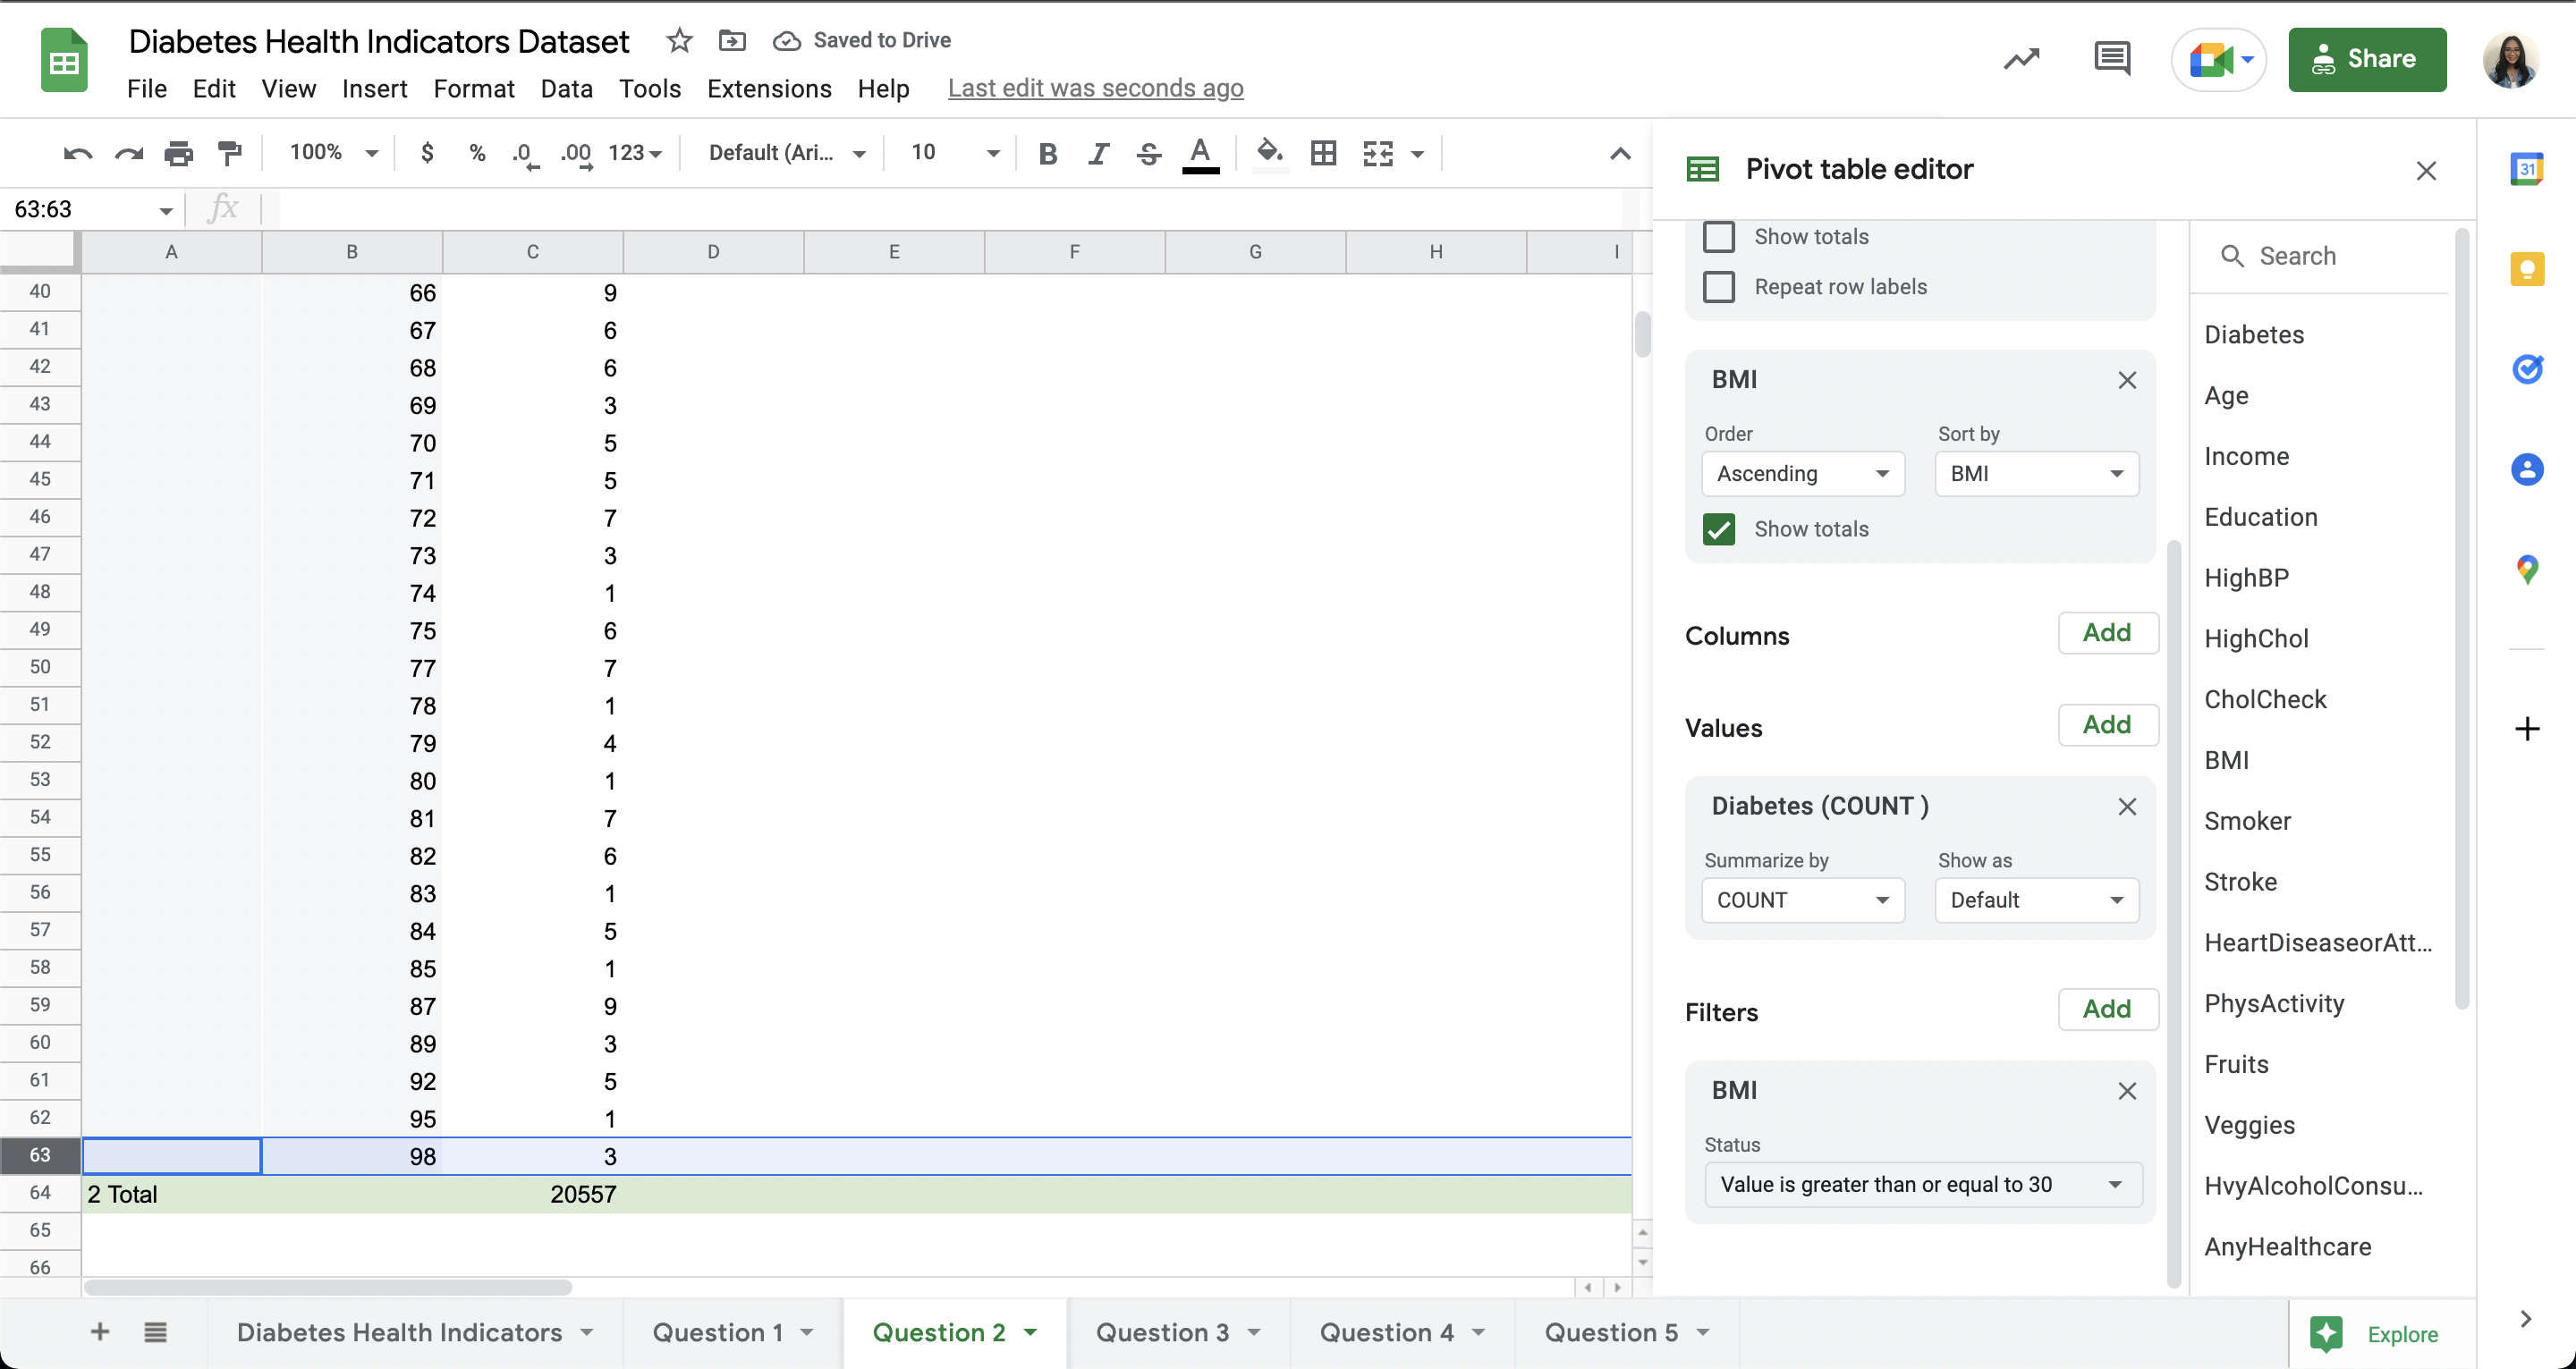 Diabetes Health Indicators Dataset Saved to Drive
File Edit View Insert Format Data Tools Extensions Help Last edit was seconds ago
Share
100% $ % .0 .00 123 Default (Ari... 10 B I S A
63:63 fx
A B C D E F G H I
40 66 9
41 67 6
42 68 6
43 69 3
44 70 5
45 71 5
46 72 7
47 73 3
48 74 1
49 75 6
50 77 7
51 78 1
52 79 4
53 80 1
54 81 7
55 82 6
56 83 1
57 84 5
58 85 1
59 87 9
60 89 3
61 92 5
62 95 1
63 98 3
64 2 Total 20557
65
66
Pivot table editor
Show totals
Repeat row labels
BMI
Order Sort by
Ascending BMI
Show totals
Columns Add
Values Add
Diabetes (COUNT )
Summarize by Show as
COUNT Default
Filters Add
BMI
Status
Value is greater than or equal to 30
Search
Diabetes
Age
Income
Education
HighBP
HighChol
CholCheck
BMI
Smoker
Stroke
HeartDiseaseorAtt...
PhysActivity
Fruits
Veggies
HvyAlcoholConsu...
AnyHealthcare
31
Diabetes Health Indicators Question 1 Question 2 Question 3 Question 4 Question 5
Explore